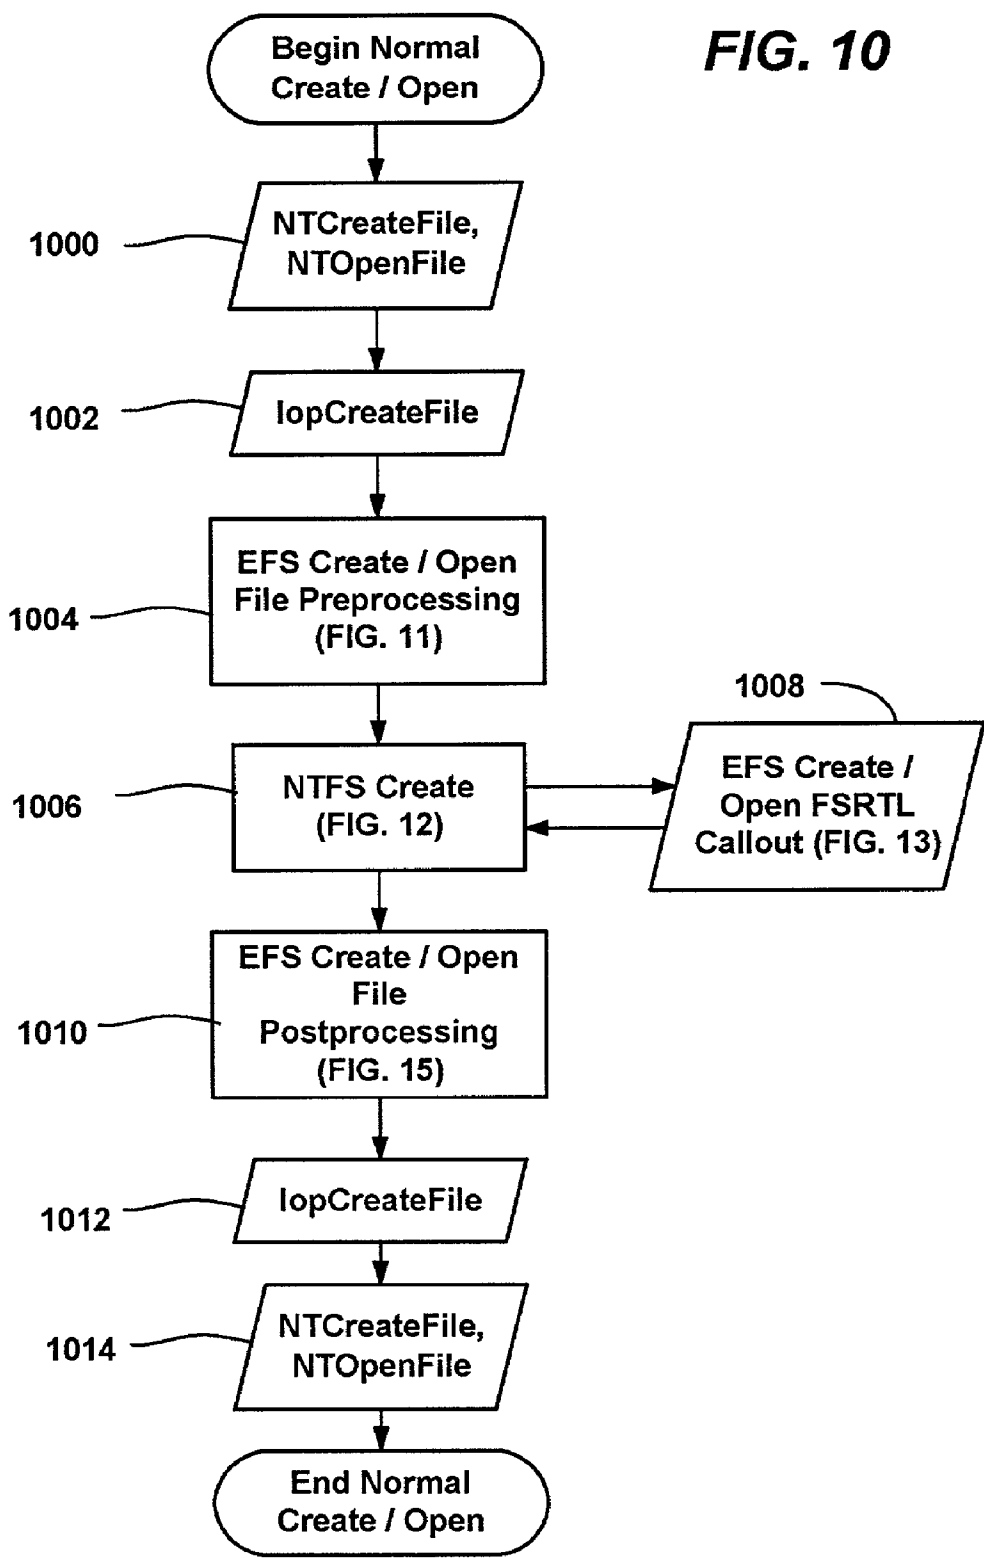 FIG. 10
Begin Normal
Create / Open
1000
NTCreateFile,
NTOpenFile
1002
IopCreateFile
1004
EFS Create / Open
File Preprocessing
(FIG. 11)
1006
NTFS Create
(FIG. 12)
1008
EFS Create /
Open FSRTL
Callout (FIG. 13)
1010
EFS Create / Open
File
Postprocessing
(FIG. 15)
1012
IopCreateFile
1014
NTCreateFile,
NTOpenFile
End Normal
Create / Open